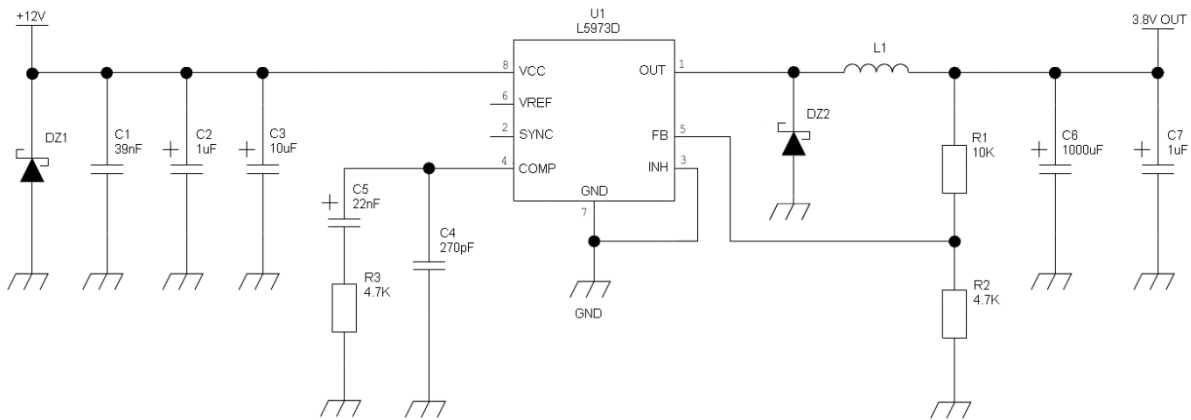 +12V
U1
L5973D
3.8V OUT
8 VCC
OUT 1
L1
6 VREF
2 SYNC
FB 5
4 COMP
INH 3
GND
7
DZ1
C1
39nF
+ C2
1uF
+ C3
10uF
DZ2
R1
10K
+ C6
1000uF
+ C7
1uF
+ C5
22nF
C4
270pF
R3
4.7K
GND
R2
4.7K